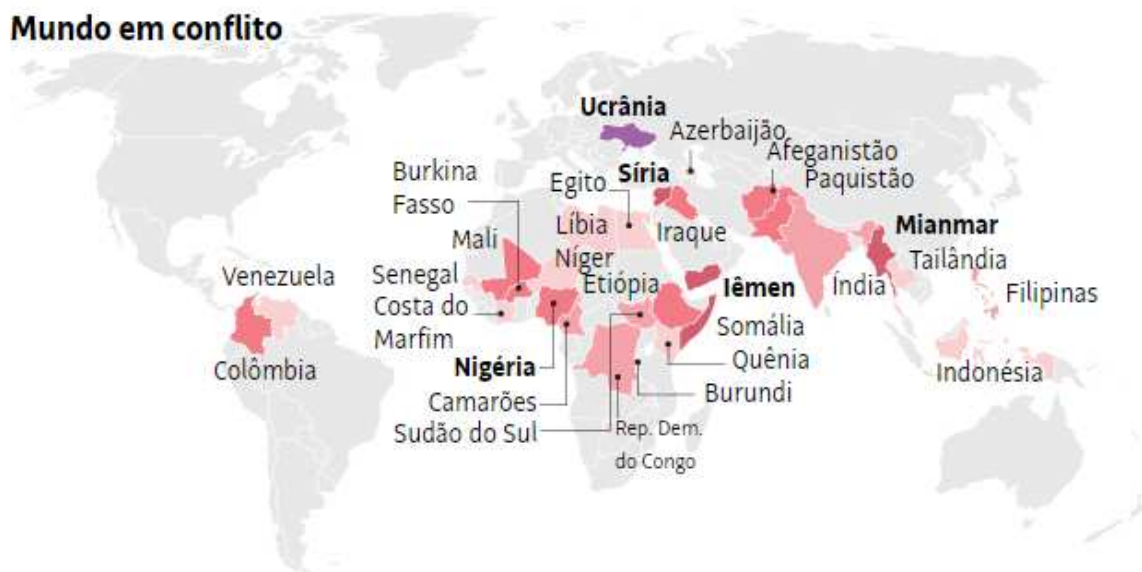 Mundo em conflito
Ucrânia
Azerbaijão
Afeganistão
Paquistão
Síria
Egito
Burkina
Fasso
Líbia
Iraque
Mianmar
Mali
Níger
Tailândia
Venezuela
Senegal
Etiópia
Iêmen
Índia
Filipinas
Costa do
Marfim
Somália
Nigéria
Quênia
Colômbia
Indonésia
Camarões
Burundi
Sudão do Sul
Rep. Dem.
do Congo